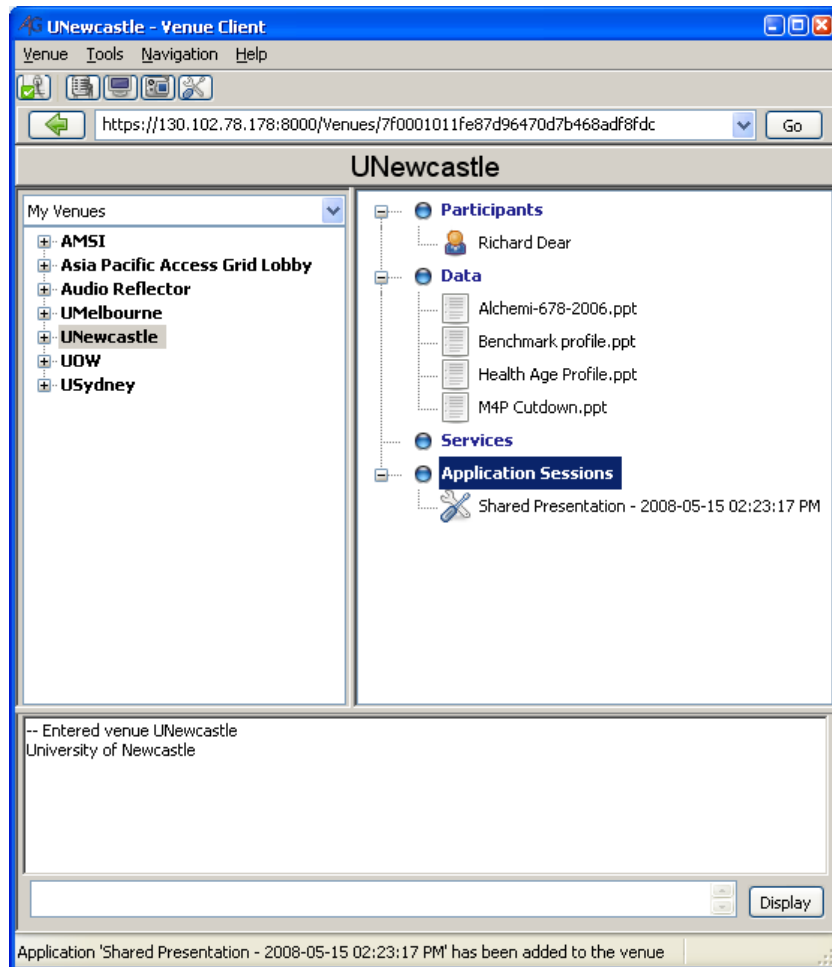 UNewcastle - Venue Client
Venue Tools Navigation Help
https://130.102.78.178:8000/Venues/7f0001011fe87d96470d7b468adf8fdc Go
UNewcastle
My Venues
AMSI
Asia Pacific Access Grid Lobby
Audio Reflector
UMelbourne
UNewcastle
UOW
USydney
Participants
Richard Dear
Data
Alchemi-678-2006.ppt
Benchmark profile.ppt
Health Age Profile.ppt
M4P Cutdown.ppt
Services
Application Sessions
Shared Presentation - 2008-05-15 02:23:17 PM
-- Entered venue UNewcastle
University of Newcastle
Display
Application 'Shared Presentation - 2008-05-15 02:23:17 PM' has been added to the venue